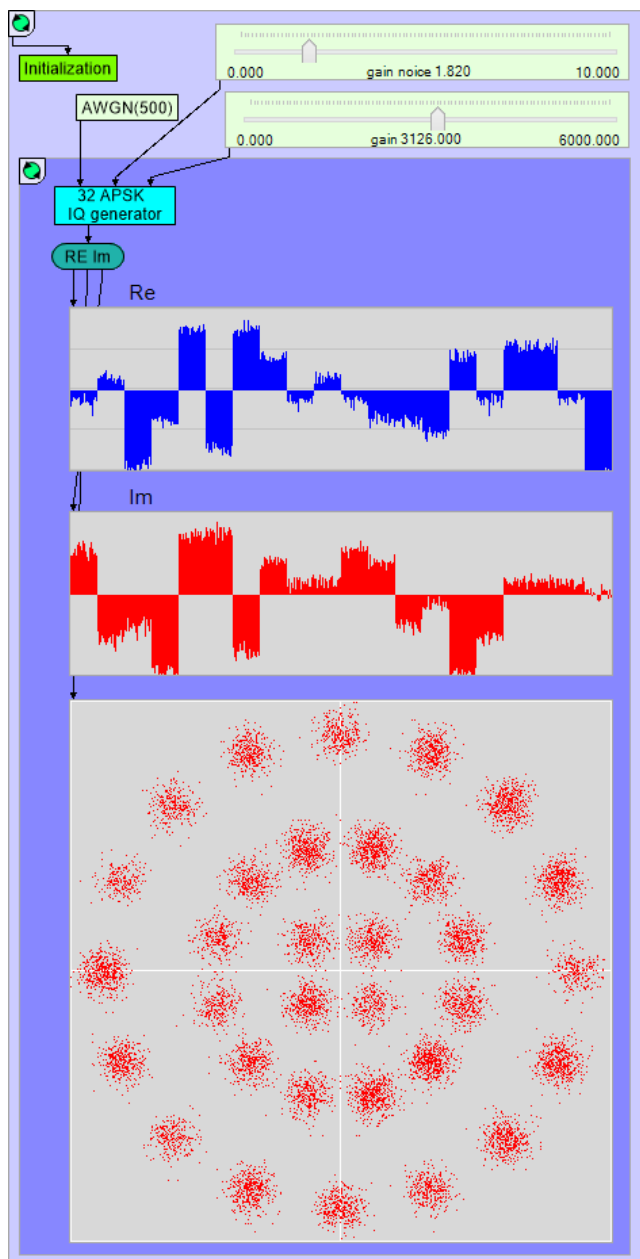 Initialization
0.000 gain noice 1.820 10.000
AWGN(500)
0.000 gain 3126.000 6000.000
32 APSK
IQ generator
RE Im
Re
Im